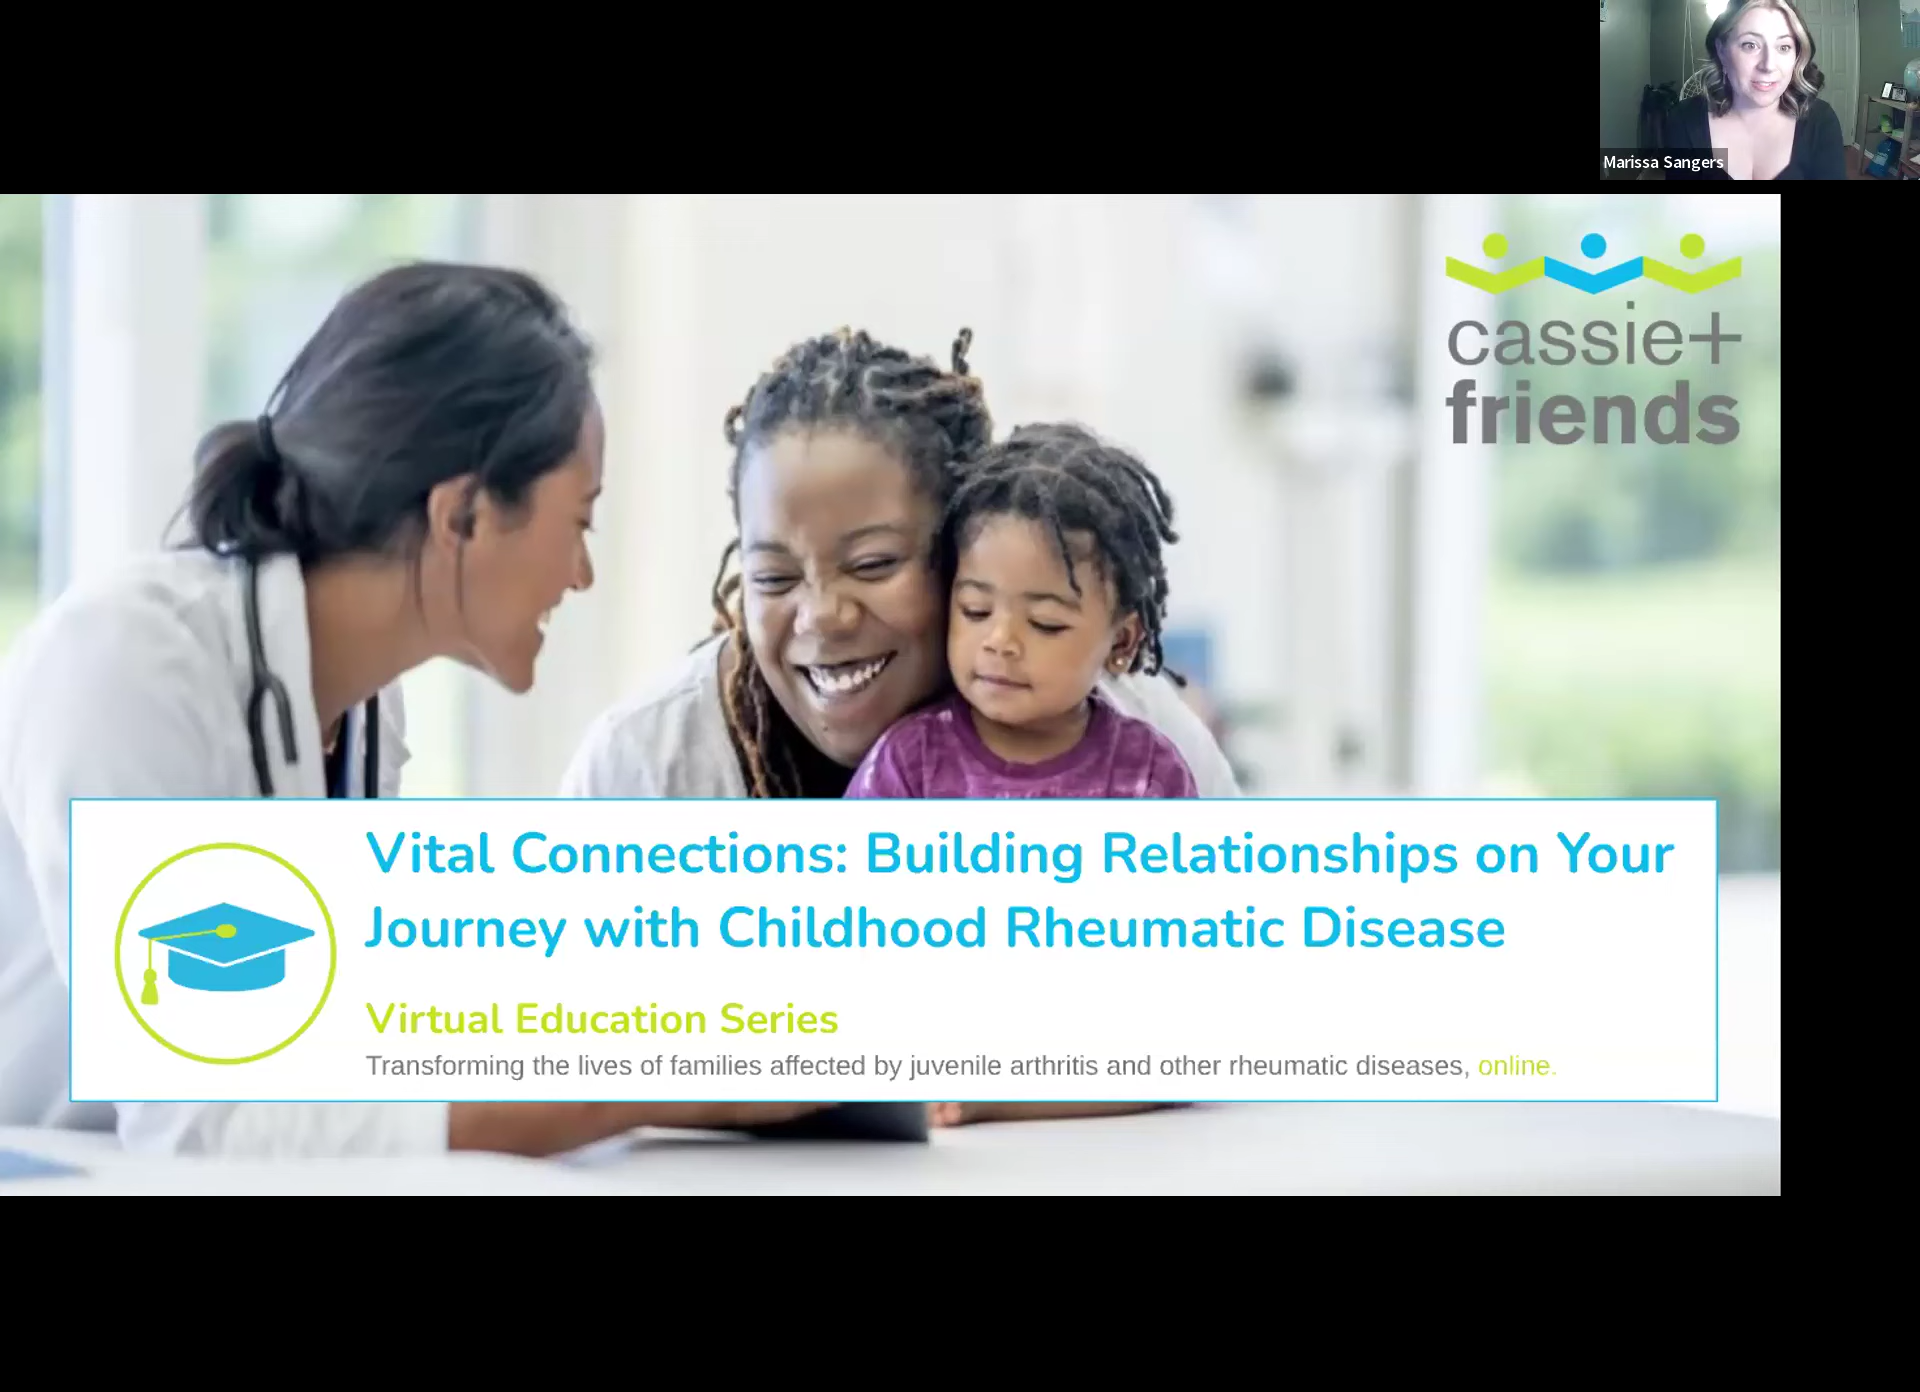 Marissa Sangers
cassie+
friends
Vital Connections: Building Relationships on Your
Journey with Childhood Rheumatic Disease
Virtual Education Series
Transforming the lives of families affected by juvenile arthritis and other rheumatic diseases, online.